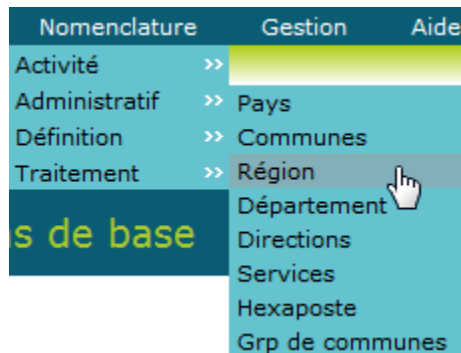 Nomenclature Gestion Aide
Activité >>
Administratif >> Pays
Définition >> Communes
Traitement >> Région
Département
s de base Directions
Services
Hexaposte
Grp de communes